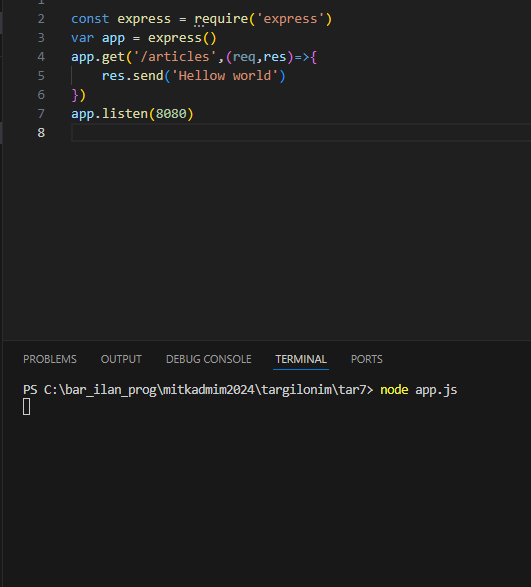 1
2 const express = require('express')
3 var app = express()
4 app.get('/articles',(req,res)=>{
5 res.send('Hellow world')
6 })
7 app.listen(8080)
8
PROBLEMS OUTPUT DEBUG CONSOLE TERMINAL PORTS
PS C:\bar_ilan_prog\mitkadmim2024\targilonim\tar7> node app.js